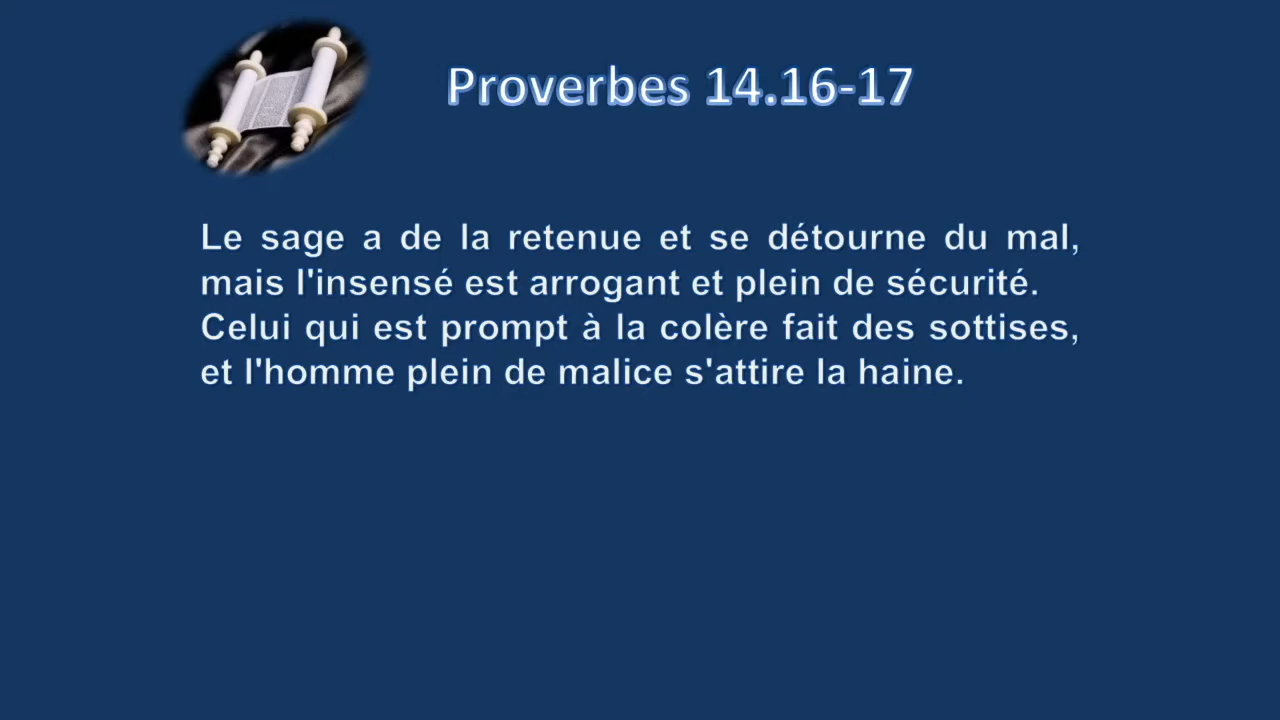 Proverbes 14.16-17
Le sage a de la retenue et se détourne du mal,
mais l'insensé est arrogant et plein de sécurité.
Celui qui est prompt à la colère fait des sottises,
et l'homme plein de malice s'attire la haine.